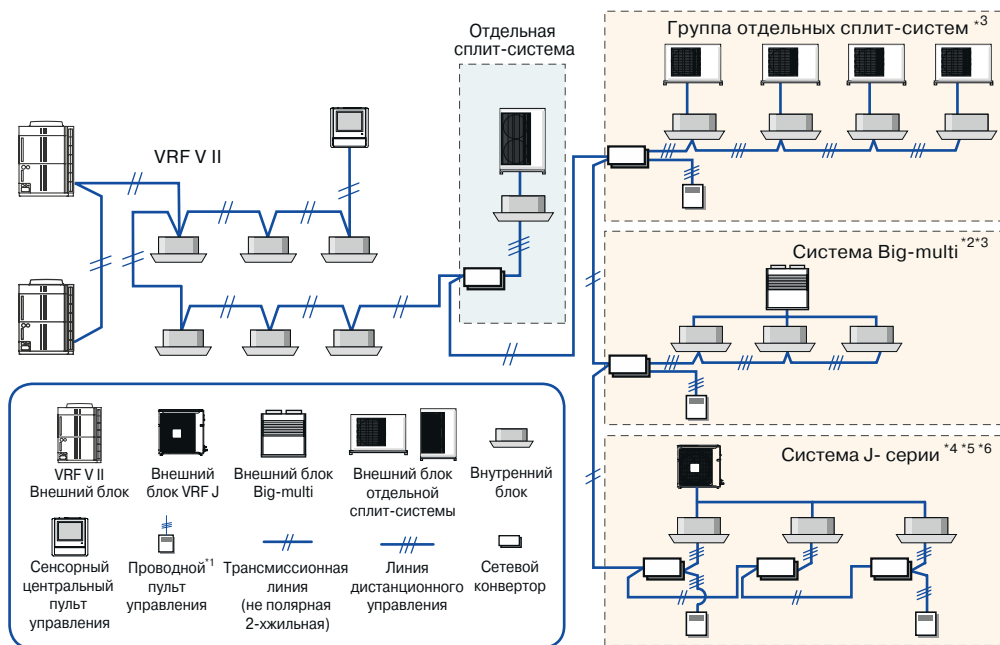 Отдельная
сплит-система
Группа отдельных сплит-систем *3
VRF V II
Система Big-multi *2*3
Система J- серии *4 *5 *6
VRF V II
Внешний блок
Внешний
блок VRF J
Внешний блок
Big-multi
Внешний блок
отдельной
сплит-системы
Внутренний
блок
Сенсорный
центральный
пульт
управления
Проводной*1
пульт
управления
Трансмиссионная
линия
(не полярная
2-хжильная)
Линия
дистанционного
управления
Сетевой
конвертор